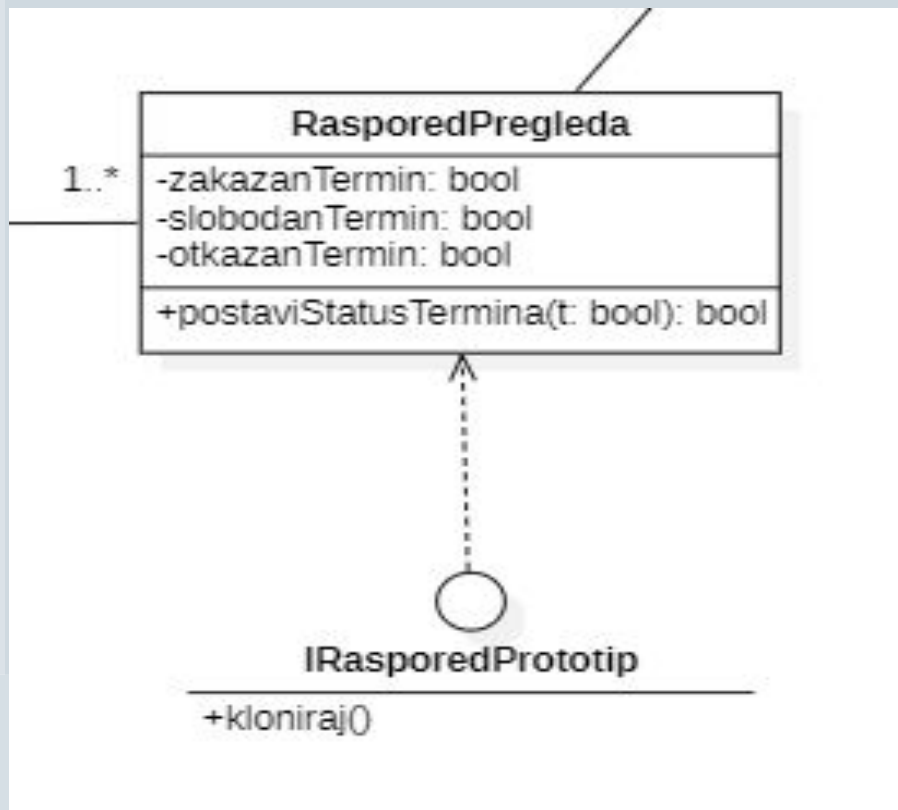 RasporedPregleda
1..*
-zakazanTermin: bool
-slobodanTermin: bool
-otkazanTermin: bool
+postaviStatusTermina(t: bool): bool
IRasporedPrototip
+kloniraj()